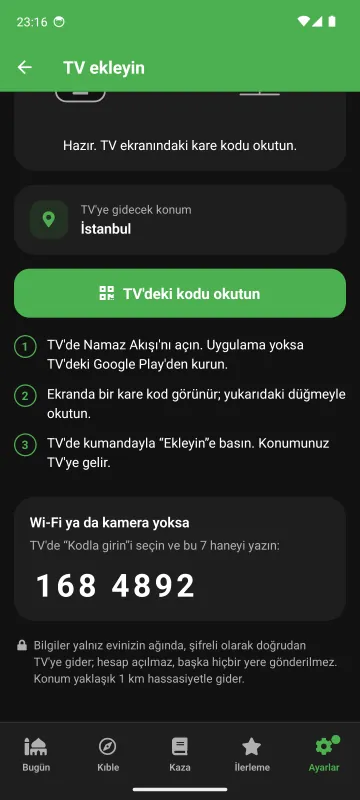 23:16
TV ekleyin
Hazır. TV ekranındaki kare kodu okutun.
TV'ye gidecek konum
İstanbul
TV'deki kodu okutun
1 TV'de Namaz Akışı'nı açın. Uygulama yoksa
TV'deki Google Play'den kurun.
2 Ekranda bir kare kod görünür; yukarıdaki düğmeyle
okutun.
3 TV'de kumandayla “Ekleyin”e basın. Konumunuz
TV'ye gelir.
Wi-Fi ya da kamera yoksa
TV'de “Kodla girin”i seçin ve bu 7 haneyi yazın:
168 4892
Bilgiler yalnız evinizin ağında, şifreli olarak doğrudan
TV'ye gider; hesap açılmaz, başka hiçbir yere gönderilmez.
Konum yaklaşık 1 km hassasiyetle gider.
Bugün Kıble Kaza İlerleme Ayarlar